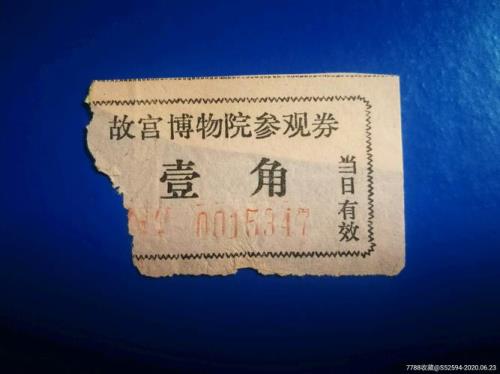 故宫博物院参观券
壹角
当日有效
№ 0015347
7788收藏@S52594-2020.06.23